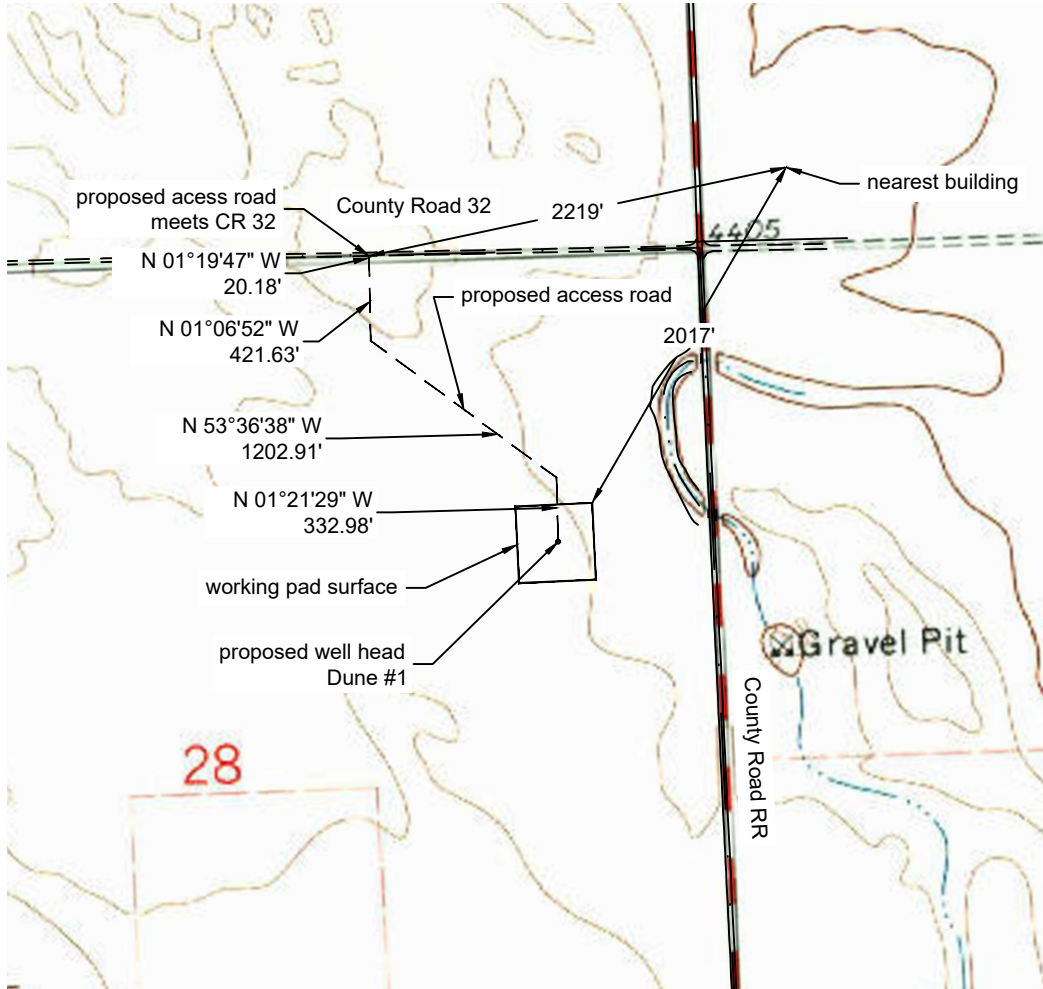 proposed acess road
meets CR 32
County Road 32
2219'
nearest building
4405
N 01°19'47" W
20.18'
proposed access road
N 01°06'52" W
421.63'
2017'
N 53°36'38" W
1202.91'
N 01°21'29" W
332.98'
working pad surface
proposed well head
Dune #1
Gravel Pit
County Road RR
28